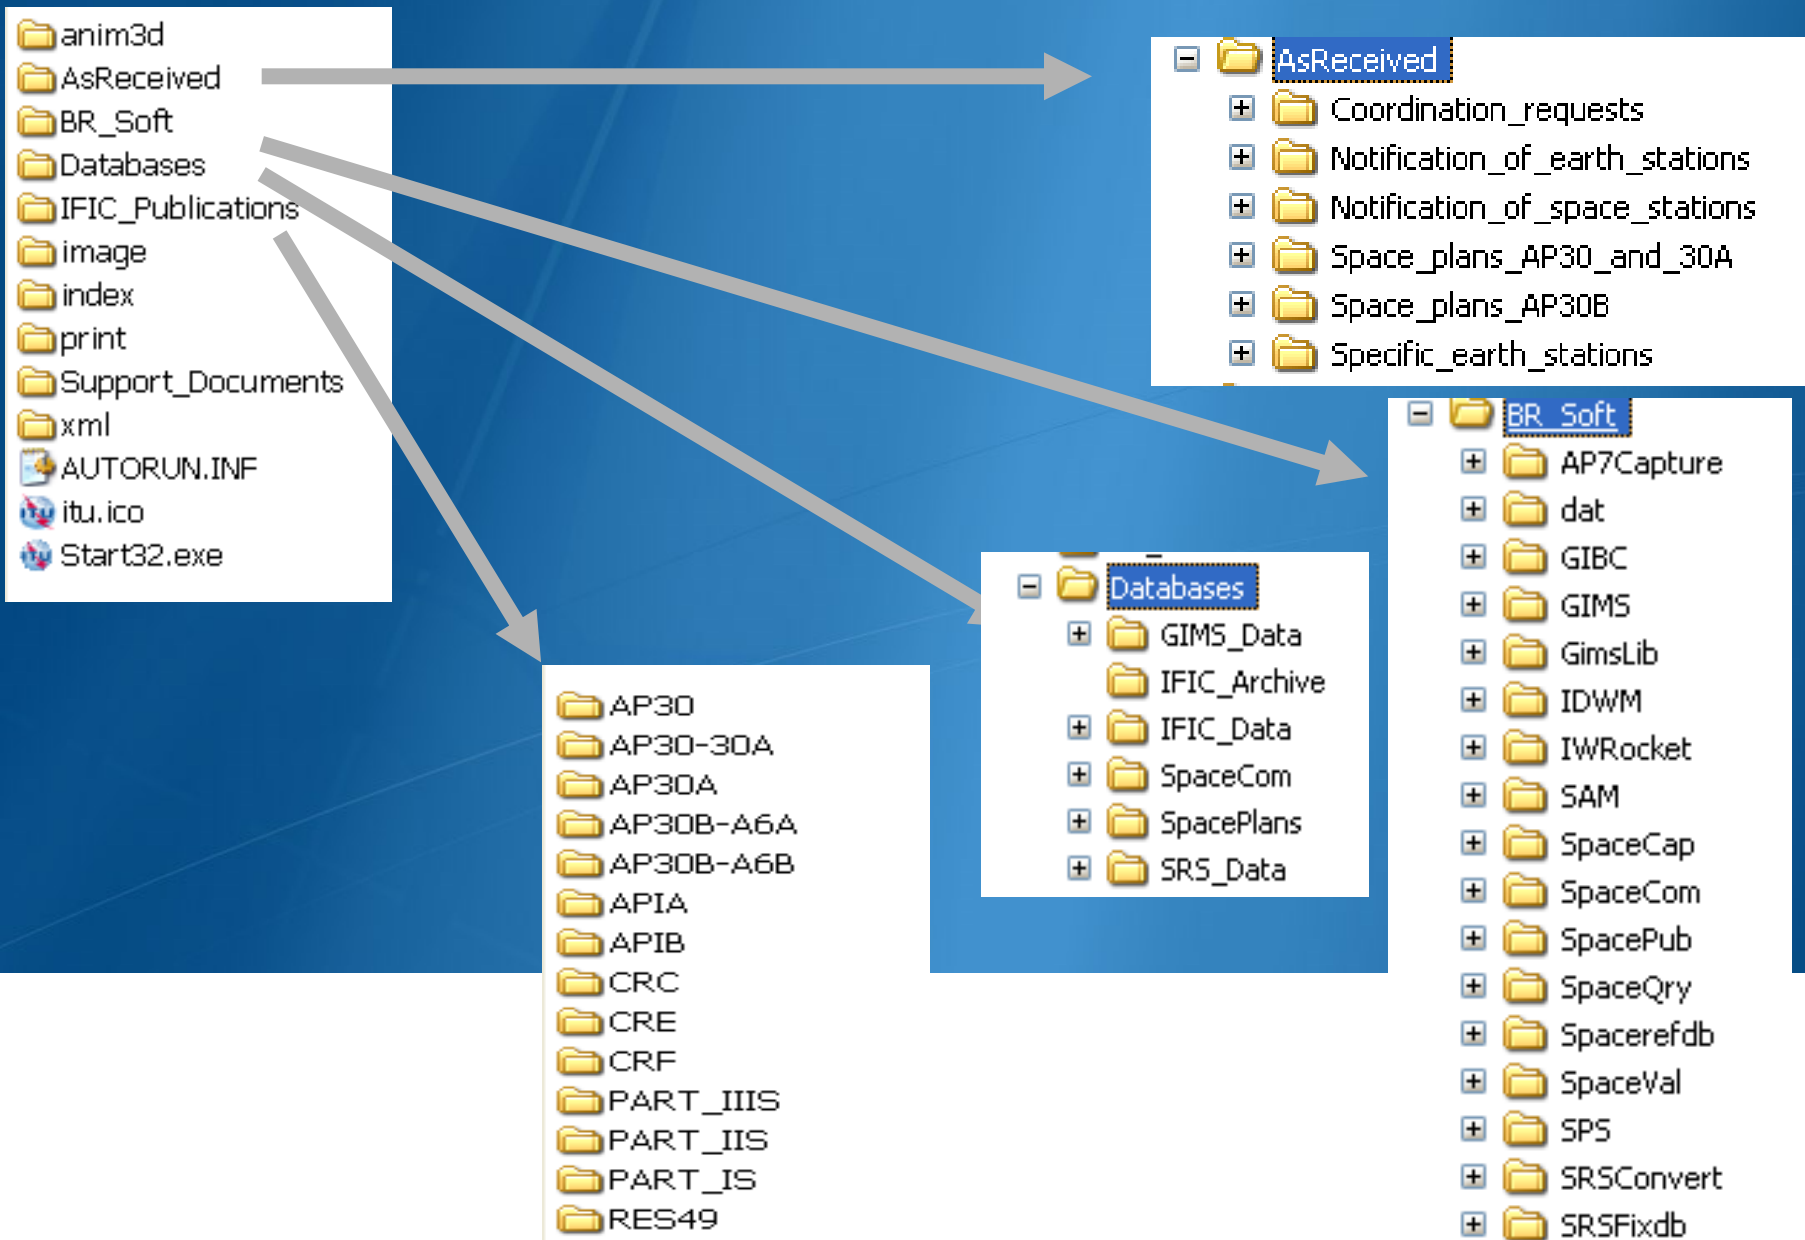 anim3d
AsReceived
BR_Soft
Databases
IFIC_Publications
image
index
print
Support_Documents
xml
AUTORUN.INF
itu.ico
Start32.exe
AsReceived
Coordination_requests
Notification_of_earth_stations
Notification_of_space_stations
Space_plans_AP30_and_30A
Space_plans_AP30B
Specific_earth_stations
BR_Soft
AP7Capture
dat
GIBC
GIMS
GimsLib
IDWM
IWRocket
SAM
SpaceCap
SpaceCom
SpacePub
SpaceQry
Spacerefdb
SpaceVal
SPS
SRSConvert
SRSFixdb
Databases
GIMS_Data
IFIC_Archive
IFIC_Data
SpaceCom
SpacePlans
SRS_Data
AP30
AP30-30A
AP30A
AP30B-A6A
AP30B-A6B
APIA
APIB
CRC
CRE
CRF
PART_IIIS
PART_IIS
PART_IS
RES49